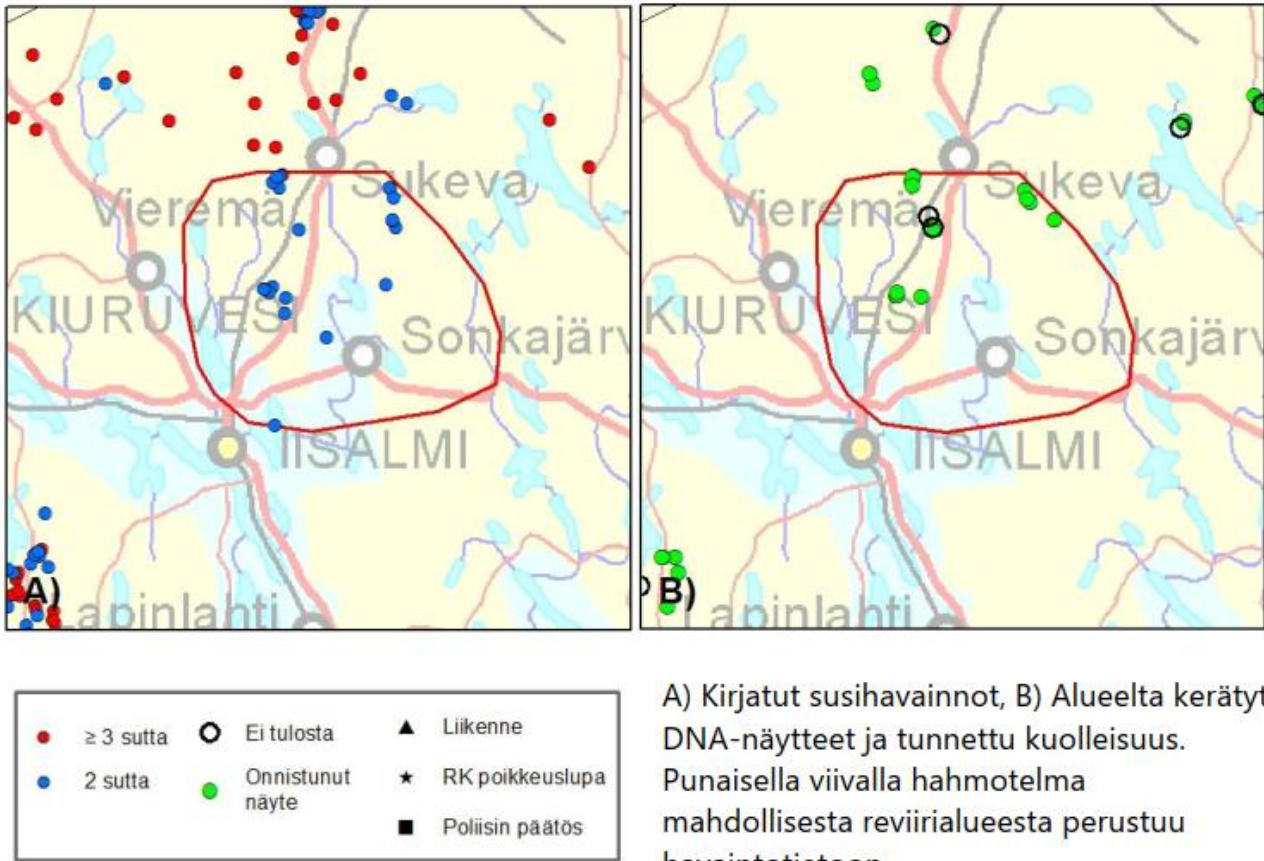 Sukeva
Vieremä
KIURUVESI
Sonkajärv
IISALMI
A)
Lapinlahti
Sukeva
Vieremä
KIURUVESI
Sonkajärv
IISALMI
B)
Lapinlahti
≥ 3 sutta
2 sutta
Ei tulosta
Onnistunut
näyte
Liikenne
RK poikkeuslupa
Poliisin päätös
A) Kirjatut susihavainnot, B) Alueelta kerätyt
DNA-näytteet ja tunnettu kuolleisuus.
Punaisella viivalla hahmotelma
mahdollisesta reviirialueesta perustuu